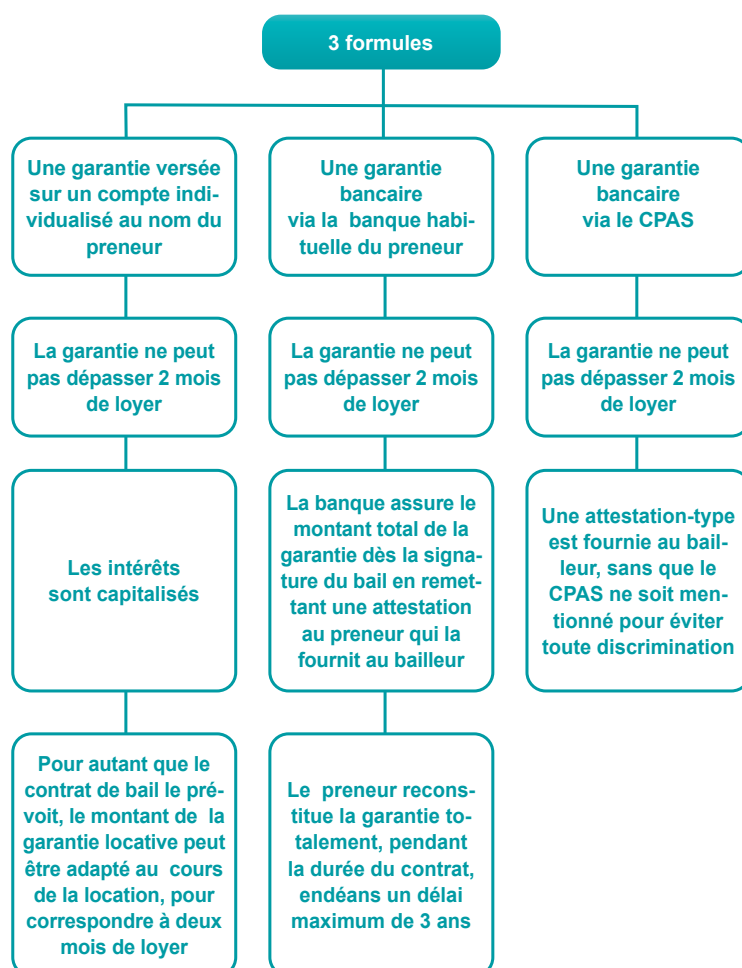 3 formules
Une garantie versée
sur un compte indi-
vidualisé au nom du
preneur
Une garantie
bancaire
via la banque habi-
tuelle du preneur
Une garantie
bancaire
via le CPAS
La garantie ne peut
pas dépasser 2 mois
de loyer
La garantie ne peut
pas dépasser 2 mois
de loyer
La garantie ne peut
pas dépasser 2 mois
de loyer
Les intérêts
sont capitalisés
La banque assure le
montant total de la
garantie dès la signa-
ture du bail en remet-
tant une attestation
au preneur qui la
fournit au bailleur
Une attestation-type
est fournie au bail-
leur, sans que le
CPAS ne soit men-
tionné pour éviter
toute discrimination
Pour autant que le
contrat de bail le pré-
voit, le montant de la
garantie locative peut
être adapté au cours
de la location, pour
correspondre à deux
mois de loyer
Le preneur recons-
titue la garantie to-
talement, pendant
la durée du contrat,
endéans un délai
maximum de 3 ans